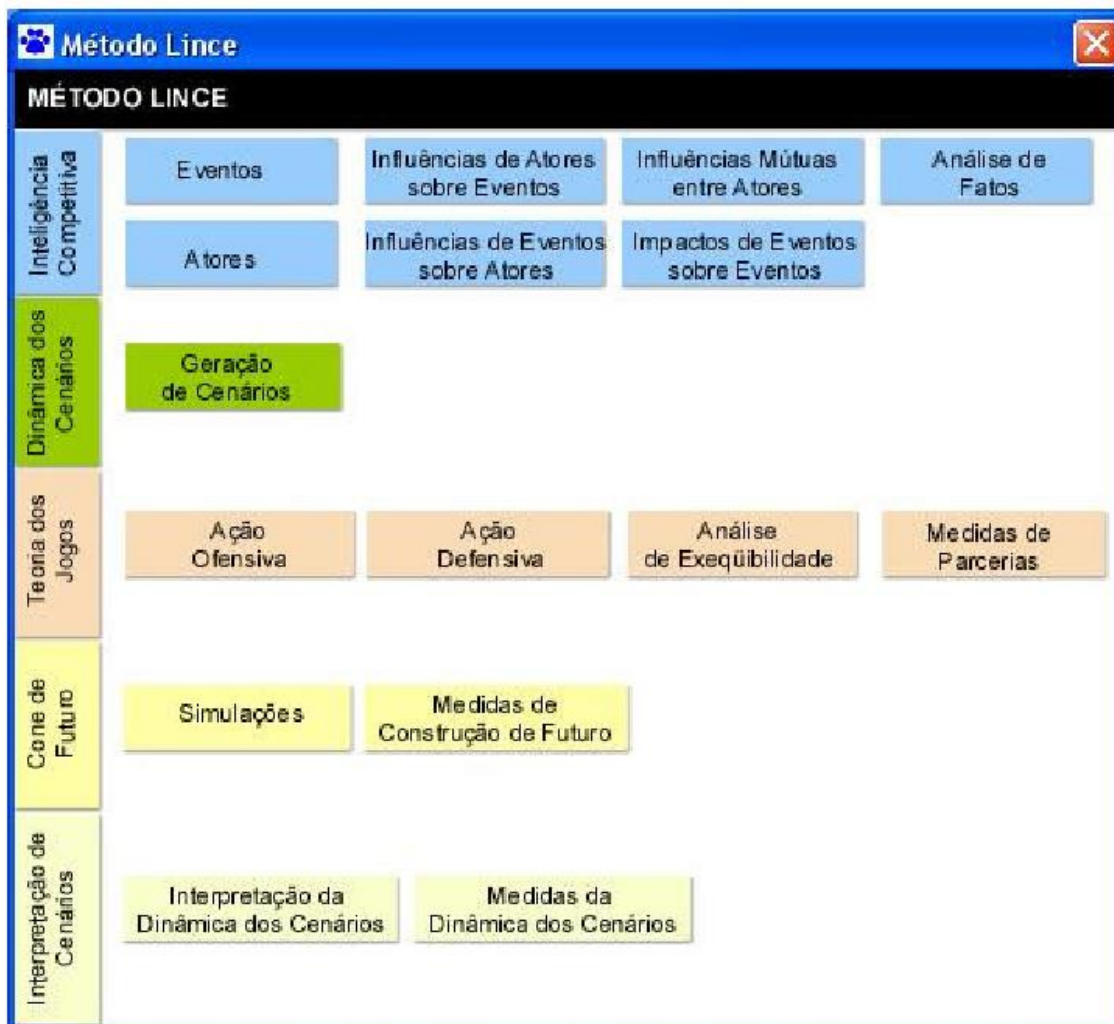 Método Lince
MÉTODO LINCE
Inteligência
Competitiva
Eventos
Influências de Atores
sobre Eventos
Influências Mútuas
entre Atores
Análise de
Fatos
Atores
Influências de Eventos
sobre Atores
Impactos de Eventos
sobre Eventos
Dinâmica dos
Cenários
Geração
de Cenários
Teoria dos
Jogos
Ação
Ofensiva
Ação
Defensiva
Análise
de Exeqüibilidade
Medidas de
Parcerias
Cone de
Futuro
Simulações
Medidas de
Construção de Futuro
Interpretação de
Cenários
Interpretação da
Dinâmica dos Cenários
Medidas da
Dinâmica dos Cenários